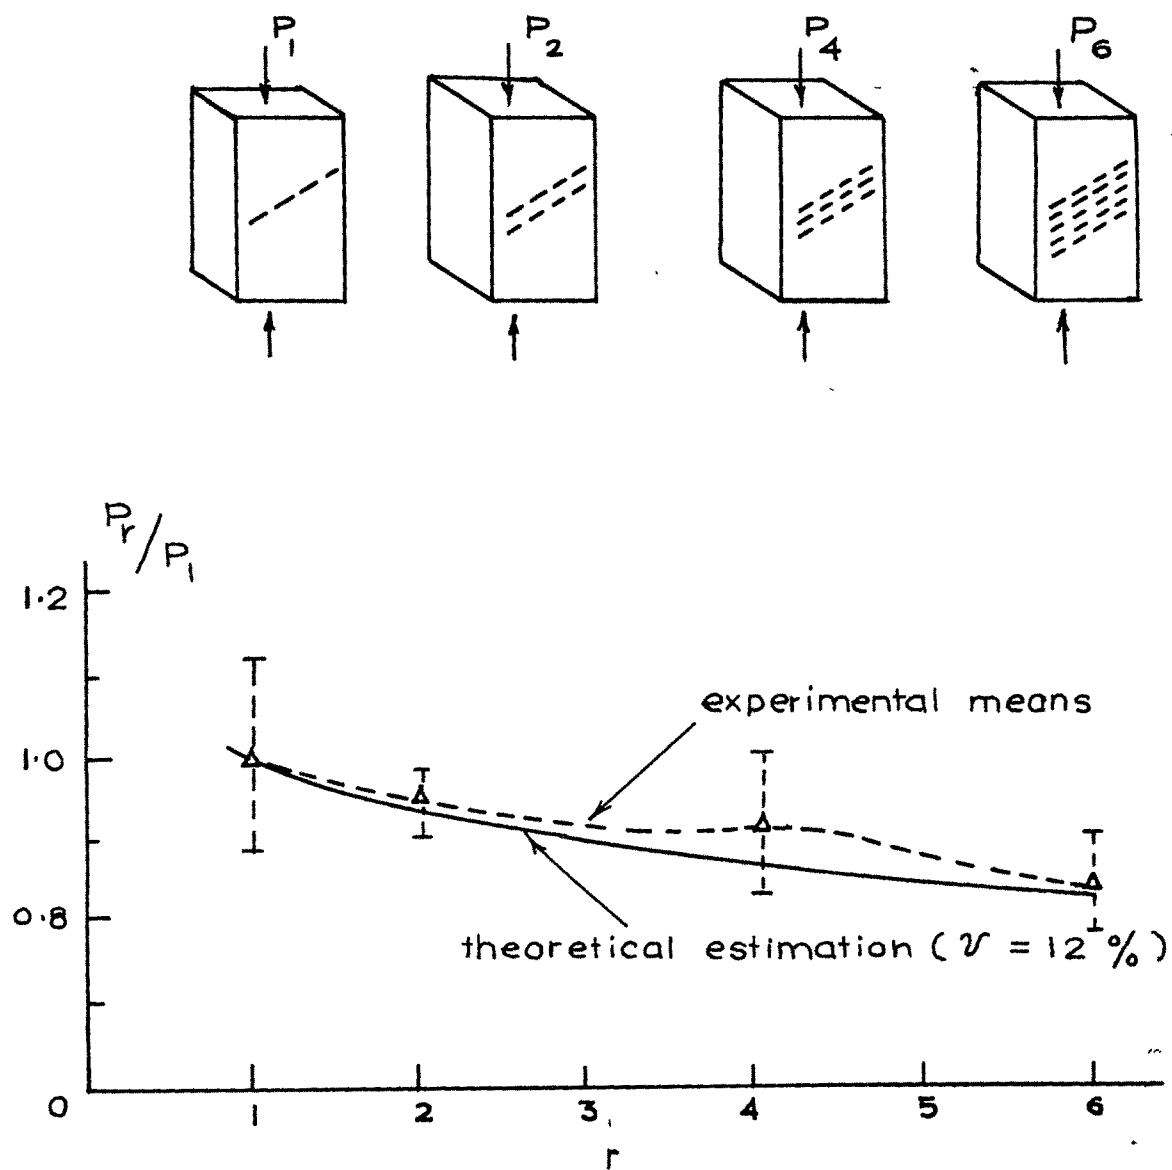 P1
P2
P4
P6
Pr/P1
1.2
experimental means
1.0
0.8
theoretical estimation (v = 12 %)
0
1
2
3
4
5
6
r